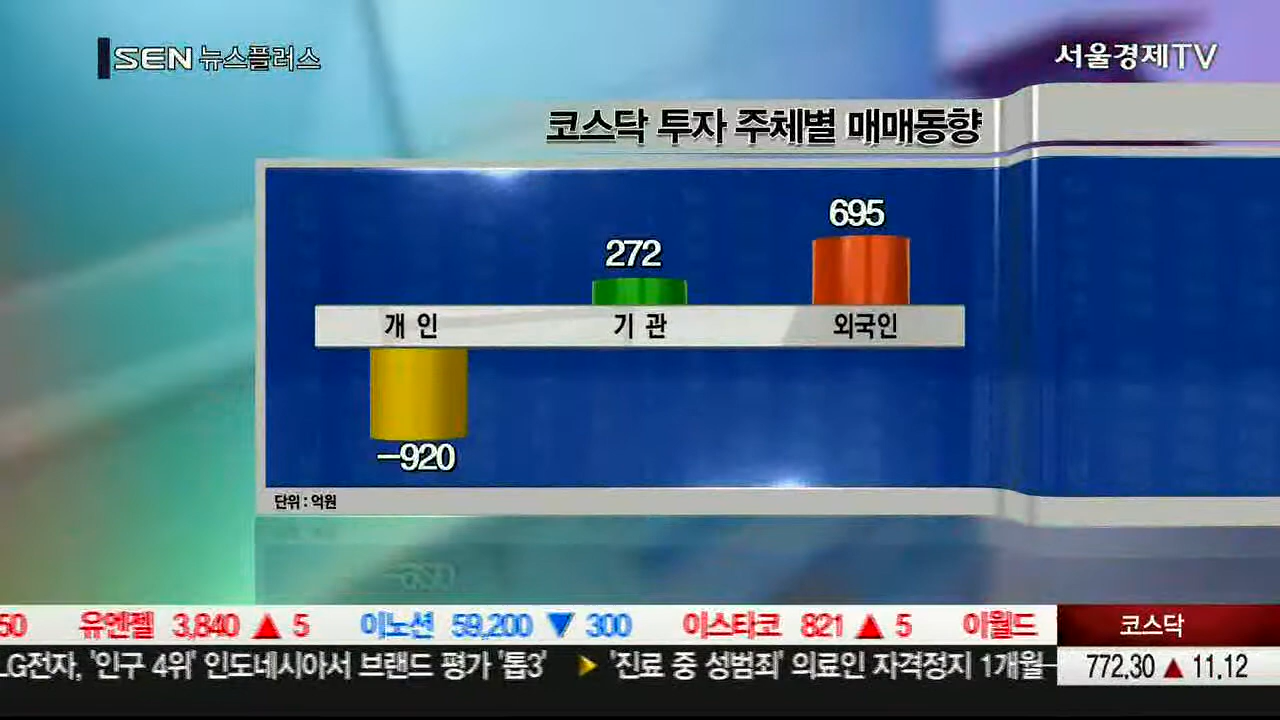 SEN 뉴스플러스
서울경제TV
코스닥 투자 주체별 매매동향
272
695
개 인
기 관
외국인
-920
단위 : 억원
50 유엔젤 3,840 ▲ 5 이노션 59,200 ▼ 300 이스타코 821 ▲ 5 이월드
코스닥
LG전자, '인구 4위' 인도네시아서 브랜드 평가 '톱3' ▶ '진료 중 성범죄' 의료인 자격정지 1개월
772.30 ▲ 11.12